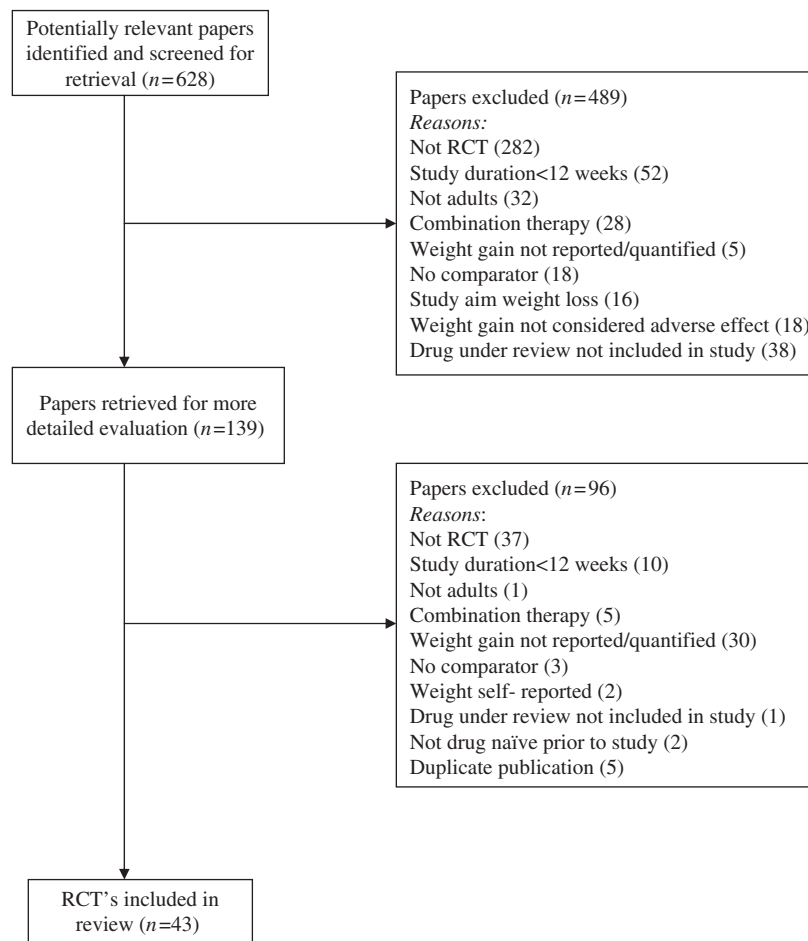 Potentially relevant papers
identified and screened for
retrieval (n=628)
Papers excluded (n=489)
Reasons:
Not RCT (282)
Study duration<12 weeks (52)
Not adults (32)
Combination therapy (28)
Weight gain not reported/quantified (5)
No comparator (18)
Study aim weight loss (16)
Weight gain not considered adverse effect (18)
Drug under review not included in study (38)
Papers retrieved for more
detailed evaluation (n=139)
Papers excluded (n=96)
Reasons:
Not RCT (37)
Study duration<12 weeks (10)
Not adults (1)
Combination therapy (5)
Weight gain not reported/quantified (30)
No comparator (3)
Weight self- reported (2)
Drug under review not included in study (1)
Not drug naïve prior to study (2)
Duplicate publication (5)
RCT's included in
review (n=43)